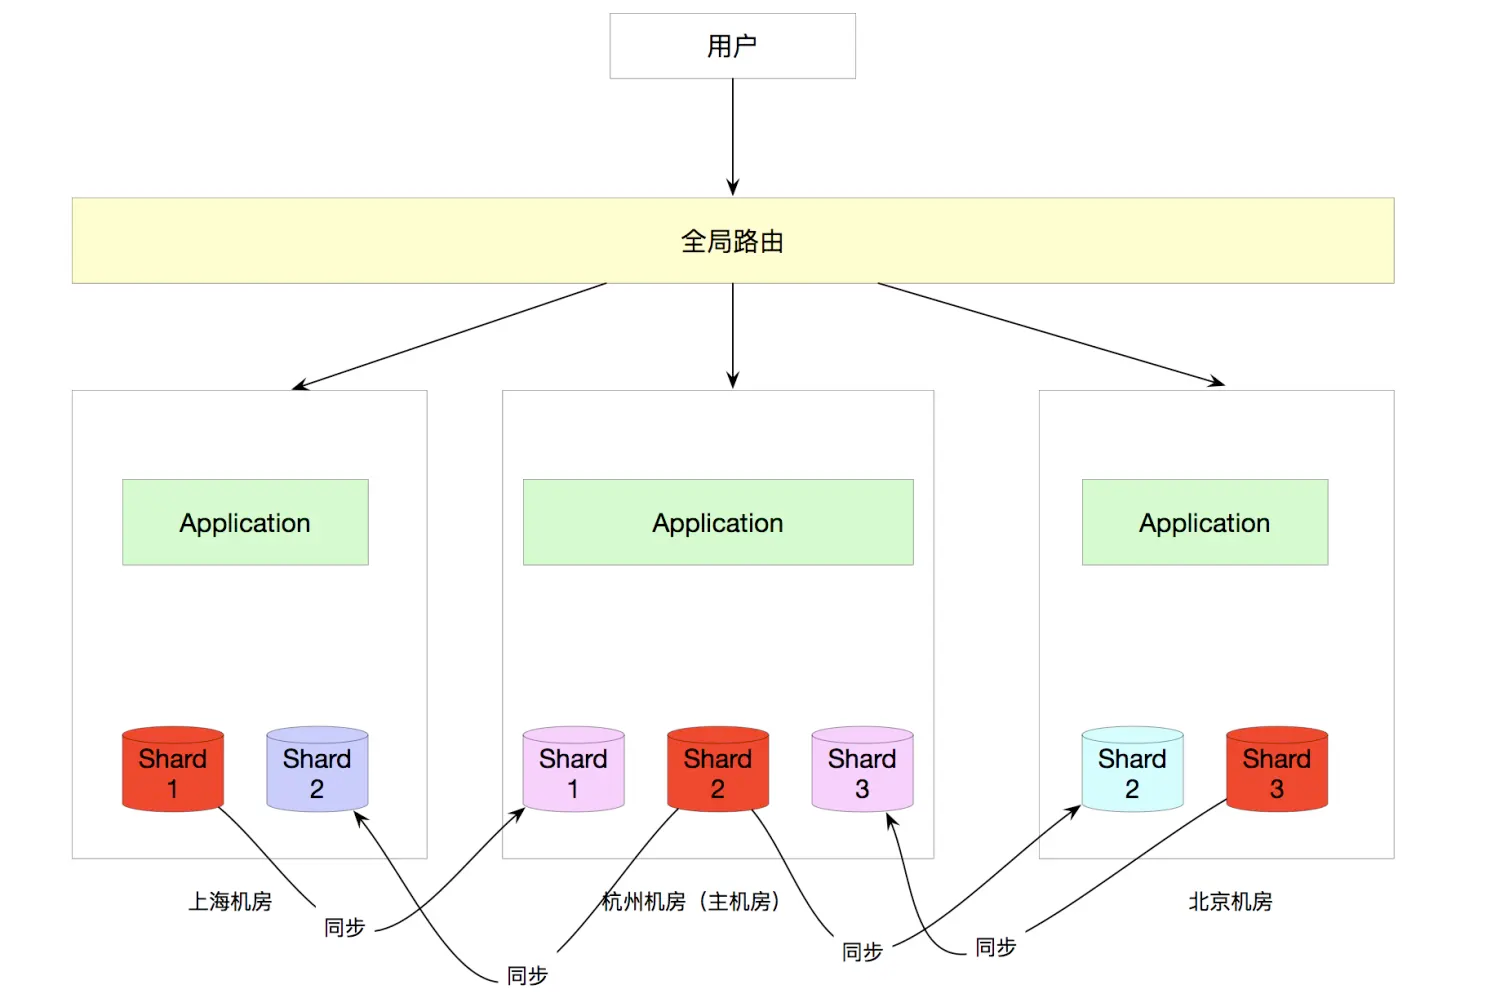 用户
全局路由
Application
Application
Application
Shard
1
Shard
2
Shard
1
Shard
2
Shard
3
Shard
2
Shard
3
上海机房
杭州机房（主机房）
北京机房
同步
同步
同步
同步